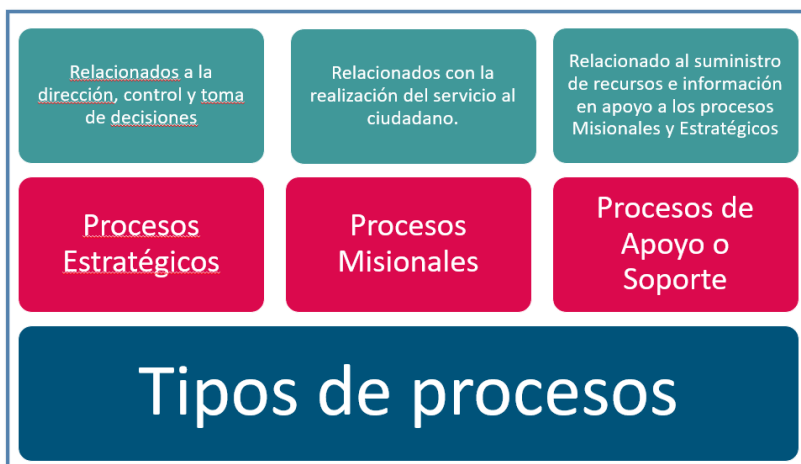 Relacionados a la
dirección, control y toma
de decisiones
Relacionados con la
realización del servicio al
ciudadano.
Relacionado al suministro
de recursos e información
en apoyo a los procesos
Misionales y Estratégicos
Procesos
Estratégicos
Procesos
Misionales
Procesos de
Apoyo o
Soporte
Tipos de procesos